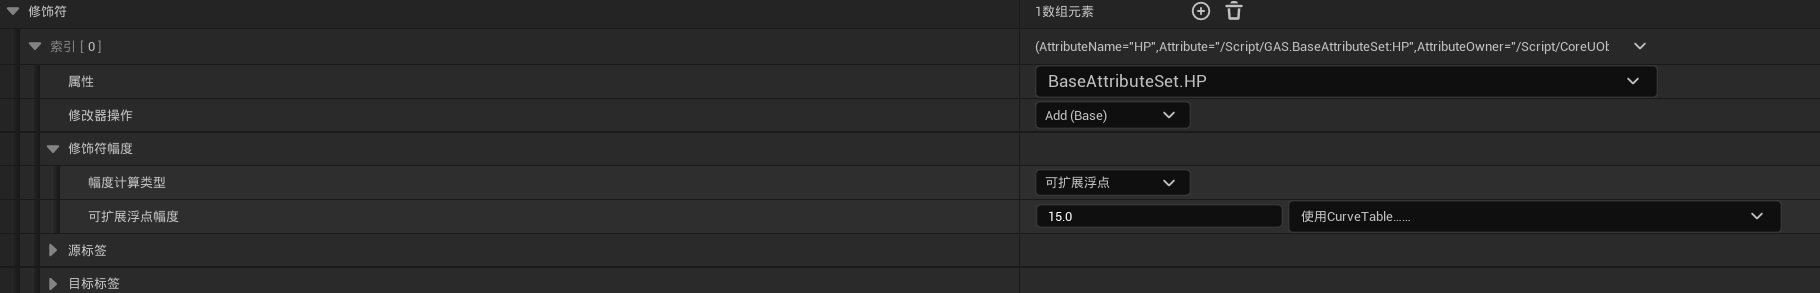 修饰符 1数组元素
索引 [ 0 ] (AttributeName="HP",Attribute="/Script/GAS.BaseAttributeSet:HP",AttributeOwner="/Script/CoreUOb
属性 BaseAttributeSet.HP
修改器操作 Add (Base)
修饰符幅度
幅度计算类型 可扩展浮点
可扩展浮点幅度 15.0 使用CurveTable......
源标签
目标标签